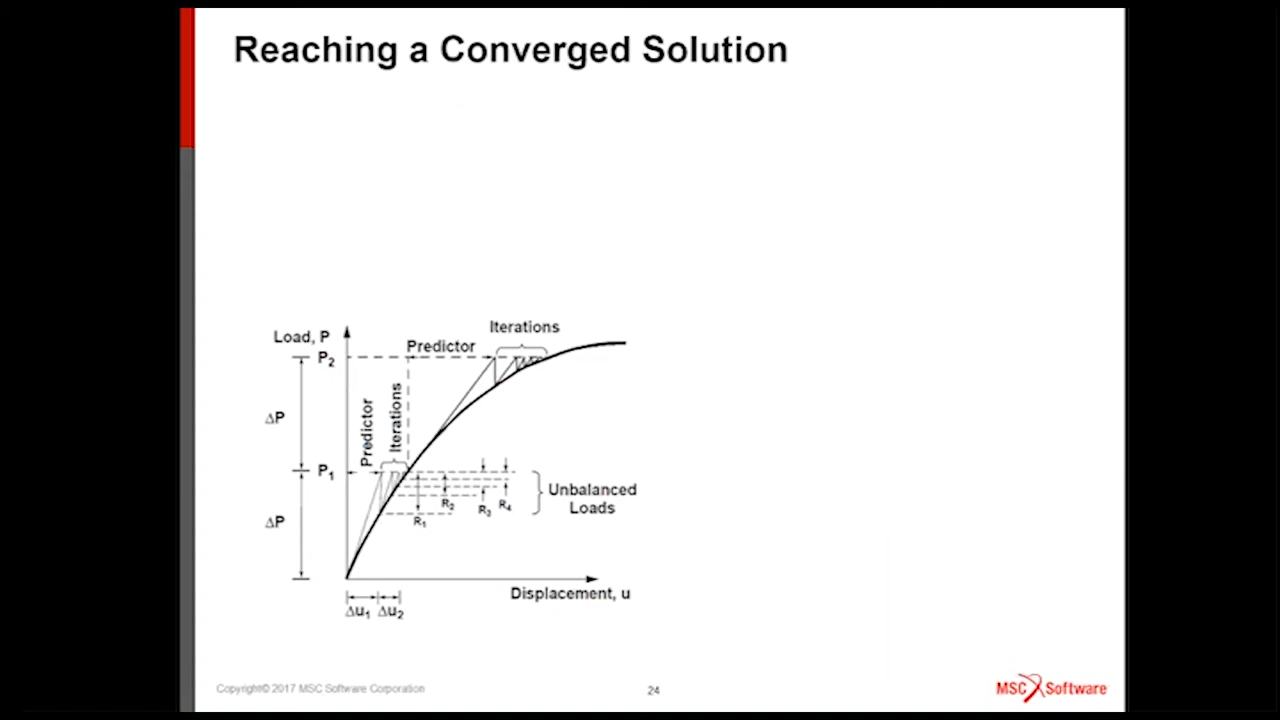 Reaching a Converged Solution
Iterations
Load, P
Predictor
P2
ΔP
Predictor
Iterations
P1
Unbalanced
Loads
R1
R2
R3
R4
ΔP
Displacement, u
Δu1
Δu2
Copyright© 2017 MSC Software Corporation
24
MSC Software